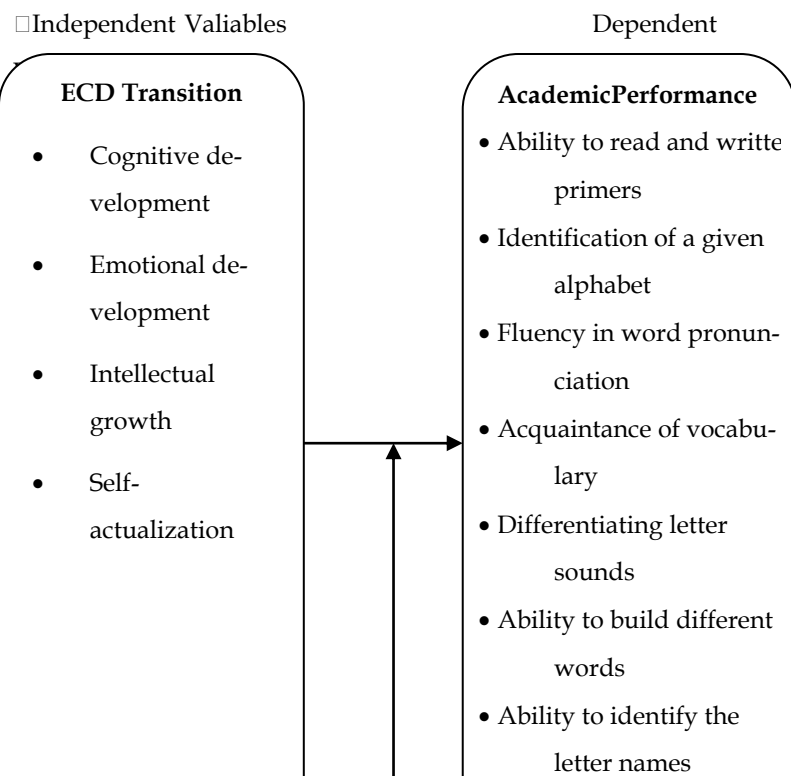 Independent Valiables
Dependent
ECD Transition
• Cognitive de-
velopment
• Emotional de-
velopment
• Intellectual
growth
• Self-
actualization
AcademicPerformance
• Ability to read and writte
primers
• Identification of a given
alphabet
• Fluency in word pronun-
ciation
• Acquaintance of vocabu-
lary
• Differentiating letter
sounds
• Ability to build different
words
• Ability to identify the
letter names